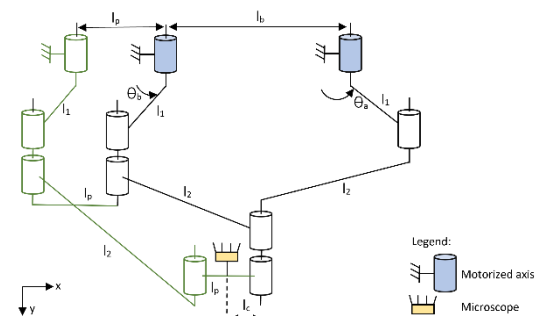 lp
lb
θb
l1
l1
θa
l1
lp
l2
l2
l2
lp
lc
x
y
Legend:
Motorized axis
Microscope